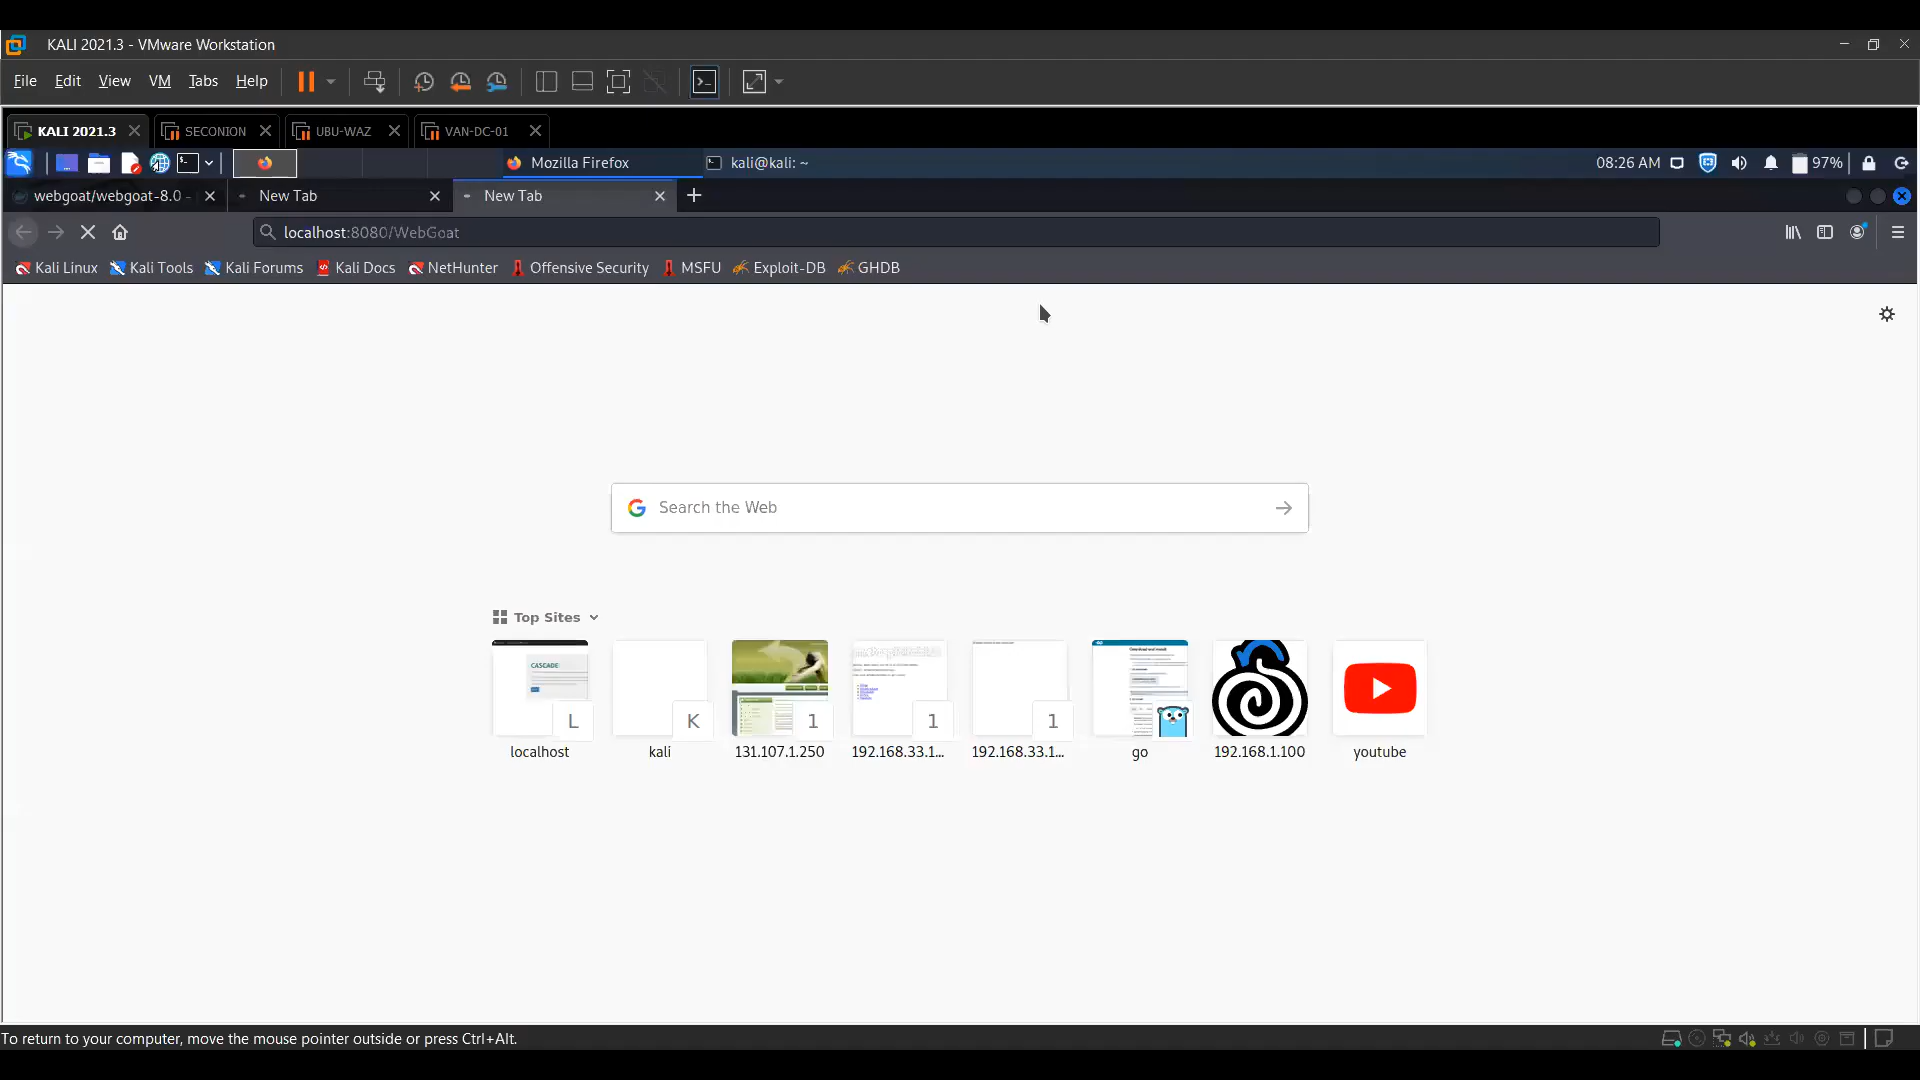 KALI 2021.3 - VMware Workstation
File Edit View VM Tabs Help
KALI 2021.3 SECONION UBU-WAZ VAN-DC-01
Mozilla Firefox kali@kali: ~ 08:26 AM 97%
webgoat/webgoat-8.0 - New Tab New Tab
localhost:8080/WebGoat
Kali Linux Kali Tools Kali Forums Kali Docs NetHunter Offensive Security MSFU Exploit-DB GHDB
Search the Web
Top Sites
CASCADE
L K 1 1 1
localhost kali 131.107.1.250 192.168.33.1... 192.168.33.1... go 192.168.1.100 youtube
To return to your computer, move the mouse pointer outside or press Ctrl+Alt.